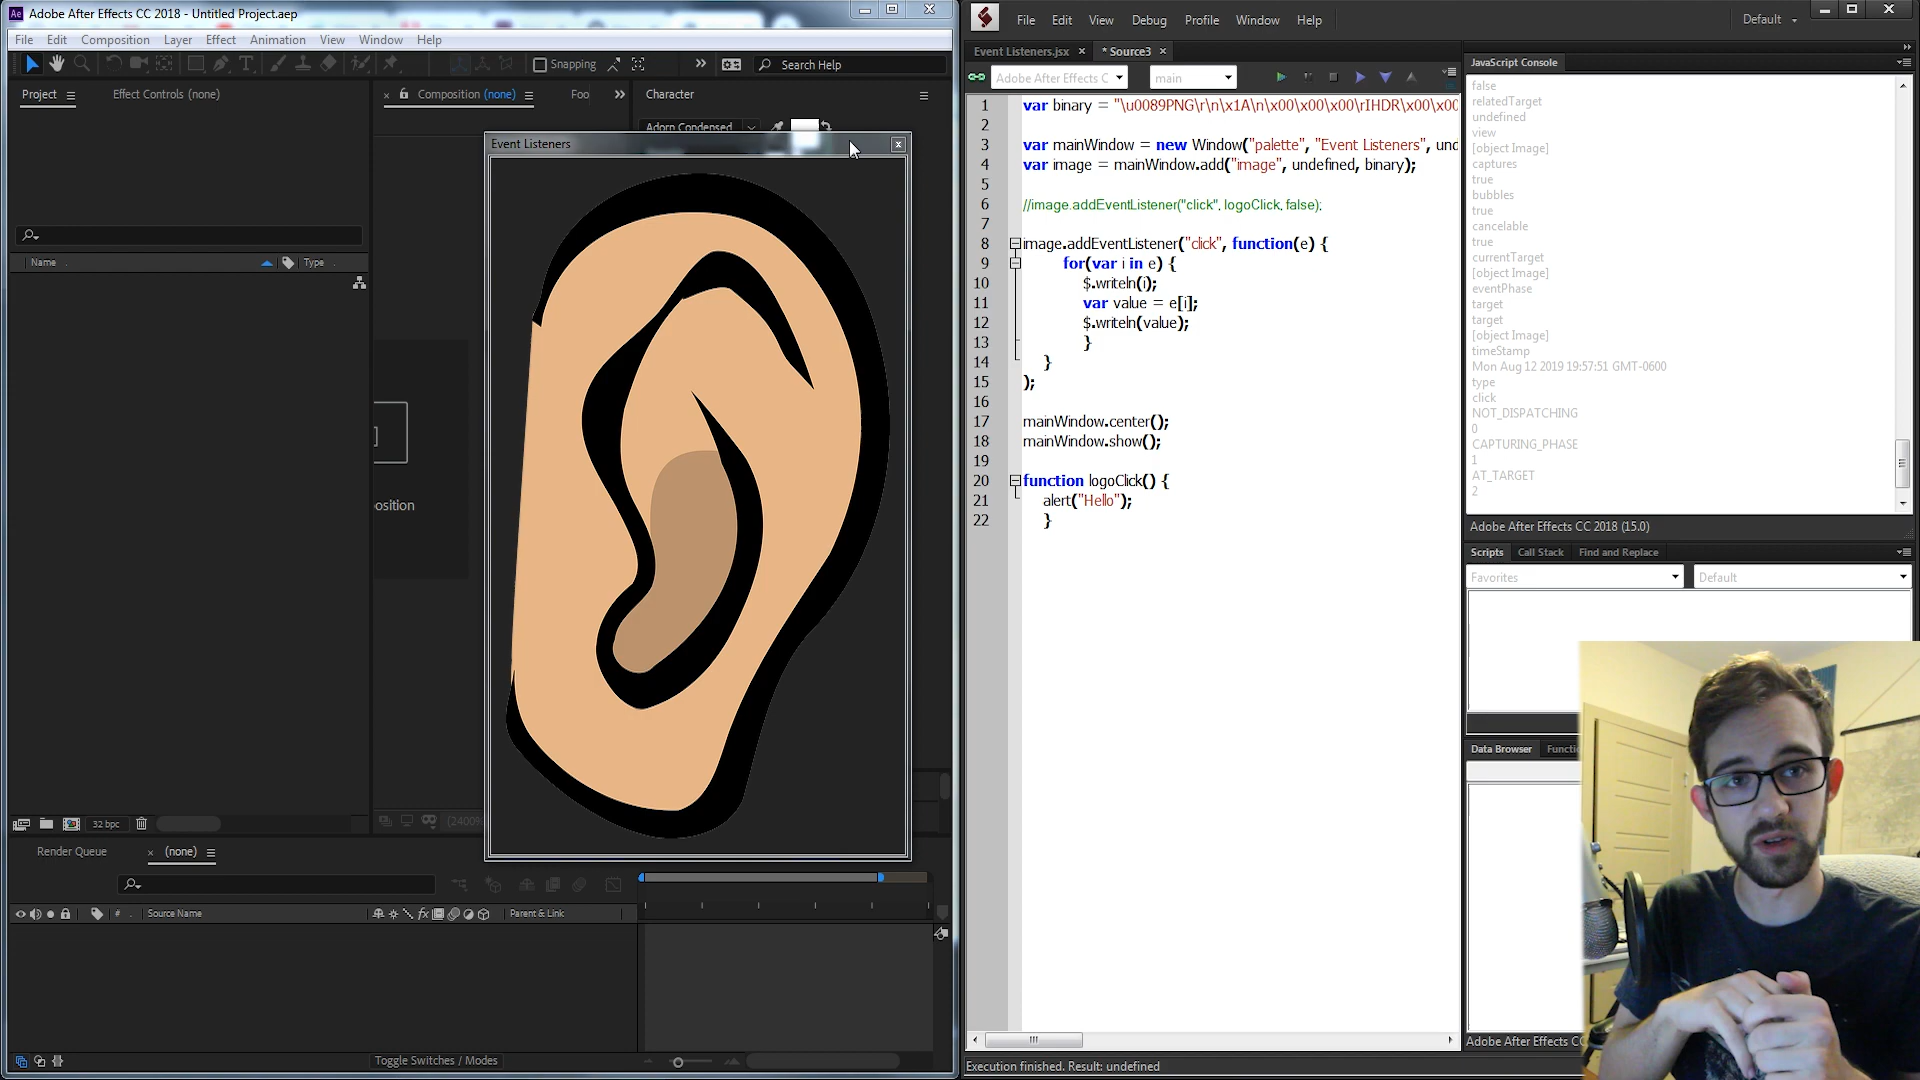 Adobe After Effects CC 2018 - Untitled Project.aep
File Edit Composition Layer Effect Animation View Window Help
Snapping
Search Help
Project
Effect Controls (none)
Composition (none)
Foo
Character
Adorn Condensed
Event Listeners
Name
Type
osition
32 bpc
(2400%
Render Queue
(none)
#
Source Name
fx
Parent & Link
Toggle Switches / Modes
File Edit View Debug Profile Window Help
Default
Event Listeners.jsx
* Source3
Adobe After Effects C
main
1 var binary = "\u0089PNG\r\n\x1A\n\x00\x00\x00\rIHDR\x00\x00
2
3 var mainWindow = new Window("palette", "Event Listeners", und
4 var image = mainWindow.add("image", undefined, binary);
5
6 //image.addEventListener("click", logoClick, false);
7
8 image.addEventListener("click", function(e) {
9 for(var i in e) {
10 $.writeln(i);
11 var value = e[i];
12 $.writeln(value);
13 }
14 }
15 );
16
17 mainWindow.center();
18 mainWindow.show();
19
20 function logoClick() {
21 alert("Hello");
22 }
Execution finished. Result: undefined
JavaScript Console
false
relatedTarget
undefined
view
[object Image]
captures
true
bubbles
true
cancelable
true
currentTarget
[object Image]
eventPhase
target
target
[object Image]
timeStamp
Mon Aug 12 2019 19:57:51 GMT-0600
type
click
NOT_DISPATCHING
0
CAPTURING_PHASE
1
AT_TARGET
2
Adobe After Effects CC 2018 (15.0)
Scripts Call Stack Find and Replace
Favorites
Default
Data Browser Functi
Adobe After Effects CC